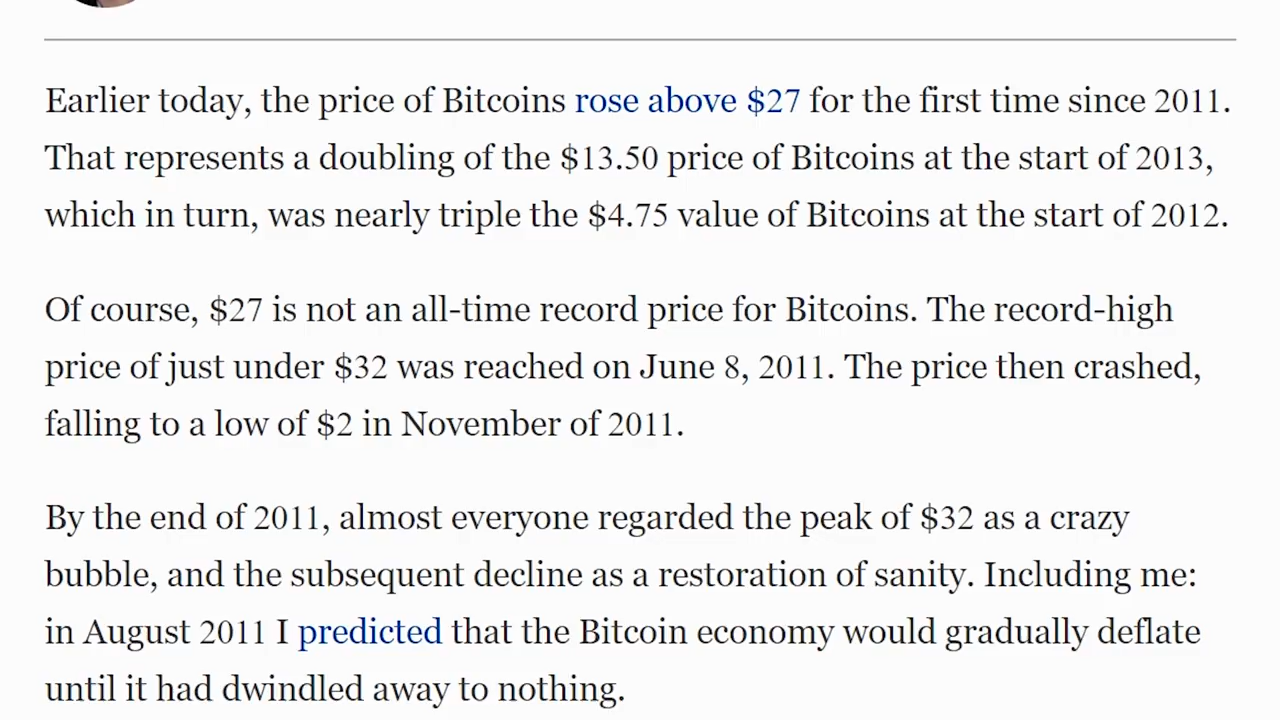 Earlier today, the price of Bitcoins rose above $27 for the first time since 2011.
That represents a doubling of the $13.50 price of Bitcoins at the start of 2013,
which in turn, was nearly triple the $4.75 value of Bitcoins at the start of 2012.
Of course, $27 is not an all-time record price for Bitcoins. The record-high
price of just under $32 was reached on June 8, 2011. The price then crashed,
falling to a low of $2 in November of 2011.
By the end of 2011, almost everyone regarded the peak of $32 as a crazy
bubble, and the subsequent decline as a restoration of sanity. Including me:
in August 2011 I predicted that the Bitcoin economy would gradually deflate
until it had dwindled away to nothing.